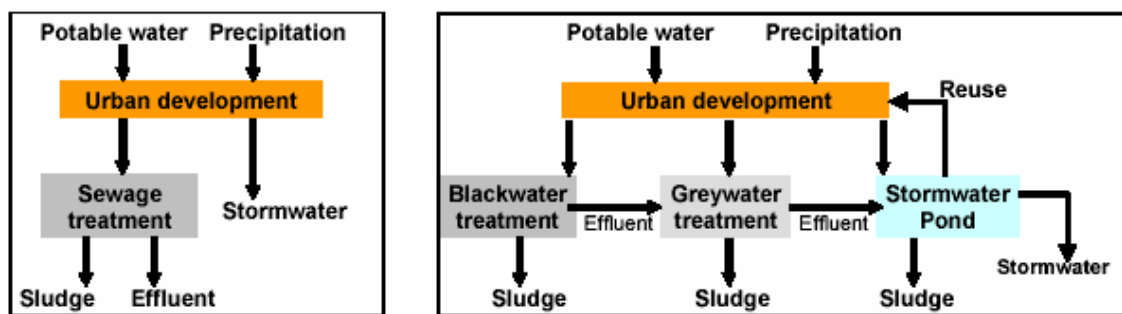 Potable water
Precipitation
Urban development
Sewage
treatment
Stormwater
Sludge
Effluent
Potable water
Precipitation
Urban development
Reuse
Blackwater
treatment
Effluent
Greywater
treatment
Effluent
Stormwater
Pond
Stormwater
Sludge
Sludge
Sludge